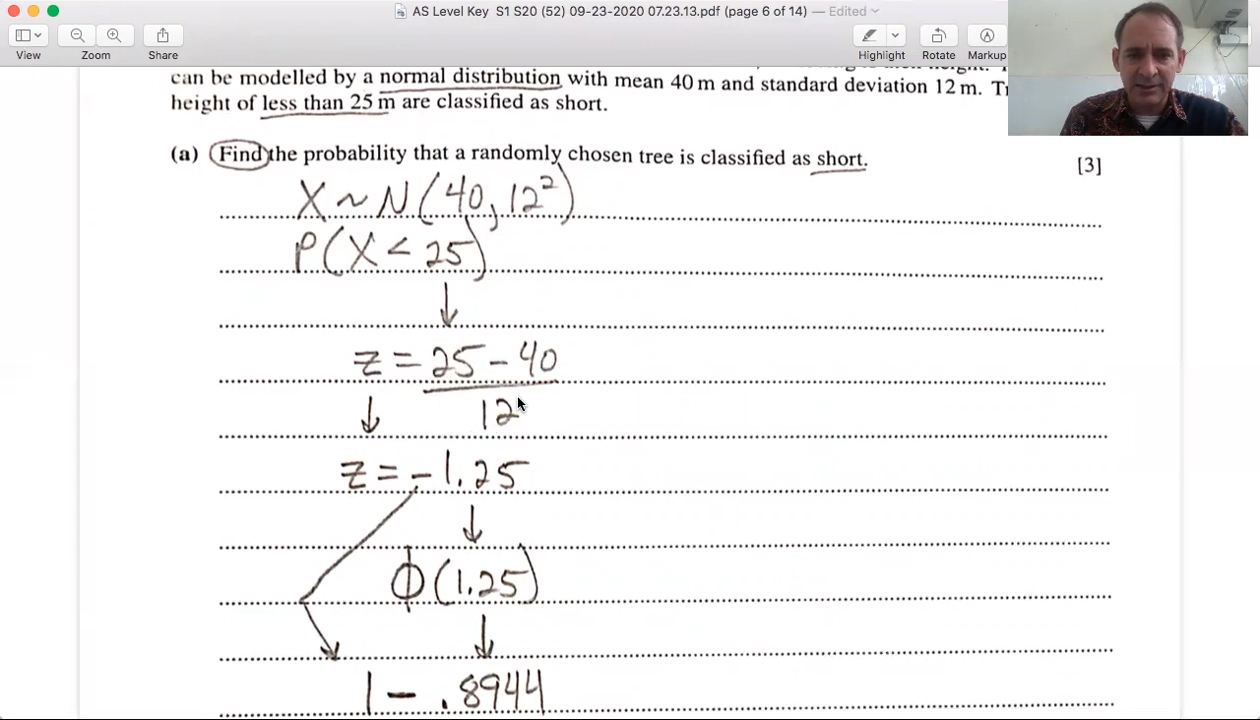 AS Level Key S1 S20 (52) 09-23-2020 07.23.13.pdf (page 6 of 14) — Edited
View Zoom Share Highlight Rotate Markup
can be modelled by a normal distribution with mean 40 m and standard deviation 12 m.
height of less than 25 m are classified as short.
(a) Find the probability that a randomly chosen tree is classified as short. [3]
X ~ N(40, 12²)
P(X < 25)
↓
z = 25 - 40
12
↓
z = -1.25
↓
ϕ(1.25)
↓
1 - .8944